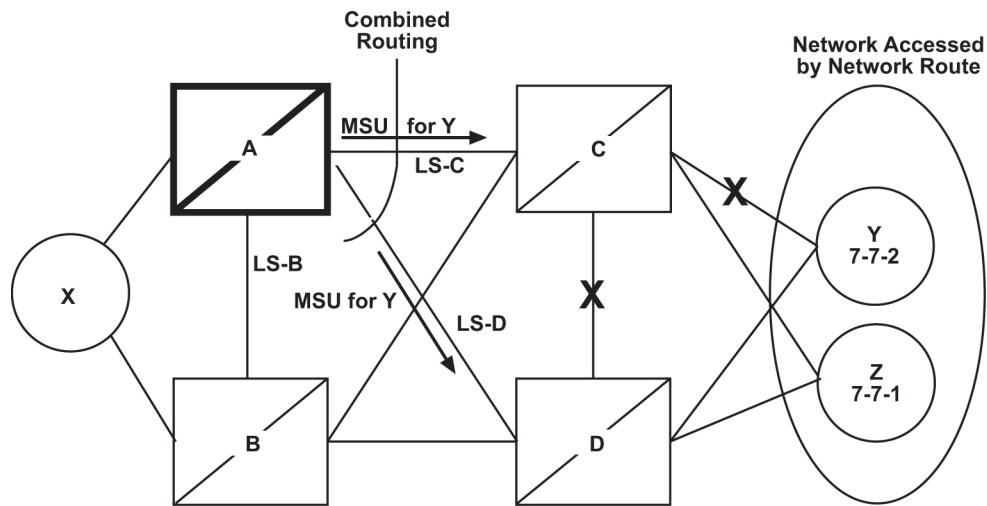 Combined
Routing
Network Accessed
by Network Route
MSU for Y
A
C
LS-C
X
Y
7-7-2
LS-B
X
MSU for Y
X
LS-D
Z
7-7-1
B
D